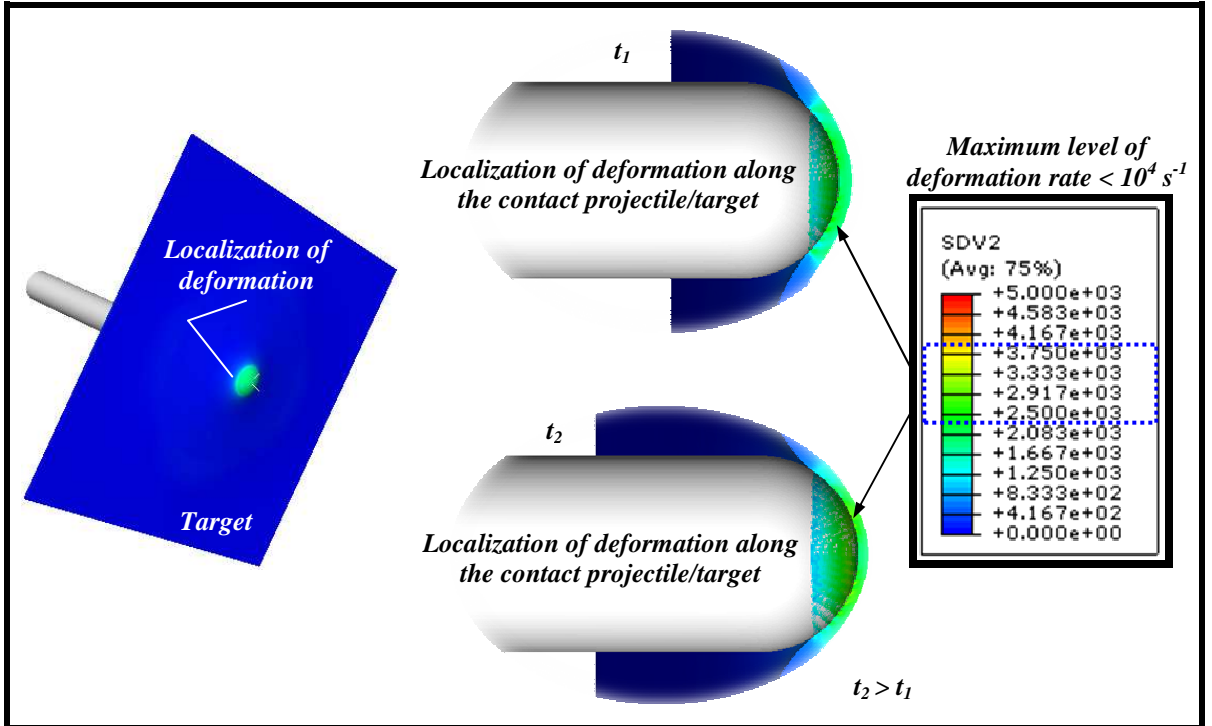 Localization of
deformation
Target
t1
Localization of deformation along
the contact projectile/target
t2
Localization of deformation along
the contact projectile/target
t2 > t1
Maximum level of
deformation rate < 10^4 s^-1
SDV2
(Avg: 75%)
+5.000e+03
+4.583e+03
+4.167e+03
+3.750e+03
+3.333e+03
+2.917e+03
+2.500e+03
+2.083e+03
+1.667e+03
+1.250e+03
+8.333e+02
+4.167e+02
+0.000e+00